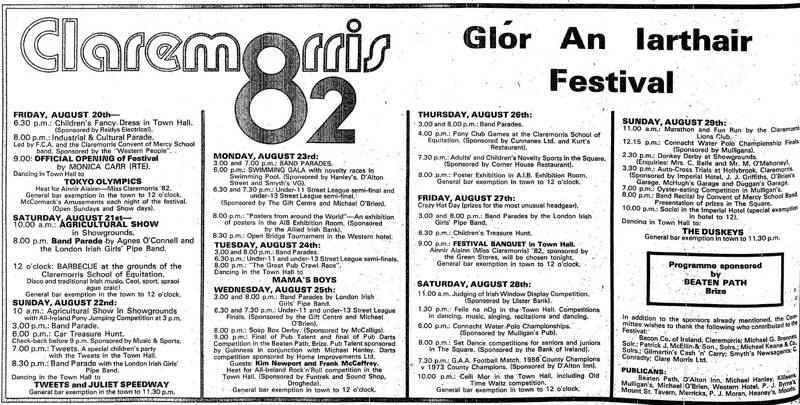 Claremorris
82
Glór An Iarthair
Festival
FRIDAY, AUGUST 20th—
6.30 p.m.: Children's Fancy-Dress in Town Hall.
(Sponsored by Reidys Electrical).
8.00 p.m.: Industrial & Cultural Parade.
Led by F.C.A. and the Claremorris Convent of Mercy School
band. Sponsored by the "Western People".
9.00: OFFICIAL OPENING of Festival
by MONICA CARR (RTE).
Dancing in Town Hall to
TOKYO OLYMPICS
Heat for Ainnir Alainn—Miss Claremorris '82.
General bar exemption in the town to 12 o'clock.
McCormack's Amusements each night of the festival.
(Open Sundays and Show days).
SATURDAY, AUGUST 21st—
10.00 a.m.: AGRICULTURAL SHOW
in Showgrounds.
8.00 p.m. Band Parade by Agnes O'Connell and
the London Irish Girls' Pipe Band.
12 o'clock: BARBECUE at the grounds of the
Claremorris School of Equitation.
Disco and traditional Irish music. Ceol, sport, spraoi
agus craic!
General bar exemption in town to 12 o'clock.
SUNDAY, AUGUST 22nd:
10 a.m.: Agricultural Show in Showgrounds
with All-Ireland Pony Jumping Competition at 3 p.m.
3.00 p.m.: Band Parade.
6.00 p.m.: Car Treasure Hunt.
Check-back before 9 p.m. Sponsored by Music & Sports.
7.00 p.m.: Tweets. A special children's party
with the Tweets in the Town Hall.
8.30 p.m.: Band Parade with the London Irish Girls'
Pipe Band.
Dancing in the Town Hall to
TWEETS and JULIET SPEEDWAY
General bar exemption in the town to 11.30 p.m.
MONDAY, AUGUST 23rd:
3.00 and 7.00 p.m.: BAND PARADES.
6.00 p.m.: SWIMMING GALA with novelty races in
Swimming Pool. (Sponsored by Hanley's, D'Alton
Street and Smyth's VG).
6.30 and 7.30 p.m.: Under-11 Street League semi-final and
under-13 Street League semi-final.
(Sponsored by the Gift Centre and Michael O'Brien).
8.00 p.m.: "Posters from around the World"—An exhibition
of posters in the AIB Exhibition Room, (Sponsored
by the Allied Irish Bank).
8.30 p.m.: Open Bridge Tournament in the Western hotel.
TUESDAY, AUGUST 24th:
3.00 and 8.00 p.m.: Band Parades.
6.30 p.m.: Under-11 and under-13 Street League semi-finals.
8.00 p.m.: "The Great Pub Crawl Race".
Dancing in the Town Hall to
MAMA'S BOYS
WEDNESDAY, AUGUST 25th:
3.00 and 8.00 p.m.: Band Parades by London Irish
Girls' Pipe Band.
6.30 and 7.30 p.m.: Under-11 and under-13 Street League
Finals. (Sponsored by the Gift Centre and Michael
O'Brien).
8.00 p.m.: Soap Box Derby, (Sponsored by McCalligs).
9.00 p.m.: Final of Pub Talent and final of Pub Darts
Competition in the Beaten Path, Brize. Pub Talent sponsored
by Guinness in conjunction with Michael Hanley. Darts
competition sponsored by Home Improvements Ltd.
Guests: Kim Newport and Frank McCaffrey.
Heat for All-Ireland Rock'n'Roll competition in the
Town Hall. (Sponsored by Funtrek and Sound Shop,
Drogheda).
General bar exemption in town to 12 o'clock.
THURSDAY, AUGUST 26th:
3.00 and 8.00 p.m.: Band Parades.
4.00 p.m.: Pony Club Games at the Claremorris School of
Equitation. (Sponsored by Cunnanes Ltd. and Kurt's
Restaurant).
7.30 p.m.: Adults' and Children's Novelty Sports in the Square.
(Sponsored by Corner House Restaurant).
8.00 p.m.: Poster Exhibition in A.I.B. Exhibition Room.
General bar exemption in town to 12 o'clock.
FRIDAY, AUGUST 27th:
Crazy Hat Day (prizes for the most unusual headgear).
3.00 and 8.00 p.m.: Band Parades by the London Irish
Girls' Pipe Band.
6.30 p.m.: Children's Treasure Hunt.
9.00 p.m.: FESTIVAL BANQUET in Town Hall.
Ainnir Alainn (Miss Claremorris) '82, sponsored by
the Green Stores, will be chosen tonight.
General bar exemption to 12 o'clock.
SATURDAY, AUGUST 28th:
11.00 a.m. Judging of Irish Window Display Competition.
(Sponsored by Ulster Bank).
1.30 p.m.: Feile na nOg in the Town Hall. Competitions
in dancing, music, singing, recitations and dancing.
6.00 p.m.: Connacht Water Polo Championships.
(Sponsored by Mulligan's Pub).
8.00 p.m.: Set Dance competitions for seniors and juniors
in the Square. (Sponsored by the Bank of Ireland).
7.30 p.m.: G.A.A. Football Match. 1956 County Champions
v 1973 County Champions. (Sponsored by D'Alton Inn).
10.00 p.m.: Ceili Mor in the Town Hall, including Old
Time Waltz competition.
General bar exemption in town to 12 o'clock.
SUNDAY, AUGUST 29th:
11.00 a.m.: Marathon and Fun Run by the Claremorris
Lions Club.
12.15 p.m.: Connacht Water Polo Championship Finals.
(Sponsored by Mulligans).
2.30 p.m.: Donkey Derby at Showgrounds.
(Enquiries: Mrs. C. Balfe and Mr. M. O'Mahoney).
3.30 p.m.: Auto-Cross Trials at Hollybrook, Claremorris.
(Sponsored by Imperial Hotel, J. J. Griffiths, O'Brien's
Garage, McHugh's Garage and Duggan's Garage.
7.00 p.m.: Oyster-eating Competition in Mulligan's.
8.00 p.m.: Band Recital by Convent of Mercy School Band.
Presentation of prizes in The Square.
10.00 p.m.: Social in the Imperial Hotel (special exemption
in hotel to 12).
Dancing in Town Hall to:
THE DUSKEYS
General bar exemption in town to 11.30 p.m.
Programme sponsored
by
BEATEN PATH
Brize
In addition to the sponsors already mentioned, the Com-
mittee wishes to thank the following who contributed to the
Festival:
Bacon Co. of Ireland, Claremorris; Michael G. Brennan,
Solr.; Patrick J. McEllin & Son, Solrs.; Michael Keane & Co.
Solrs.; Gilmartin's Cash 'n' Carry; Smyth's Newsagents; C.
Conradty; Clare Morris Ltd.
PUBLICANS:
Beaten Path, D'Alton Inn, Michael Hanley, Killeens,
Mulligan's, Michael O'Brien, Western Hotel, P. J. Byrne's,
Mount St. Tavern, Merricks, P. J. Moran, Heaney's,